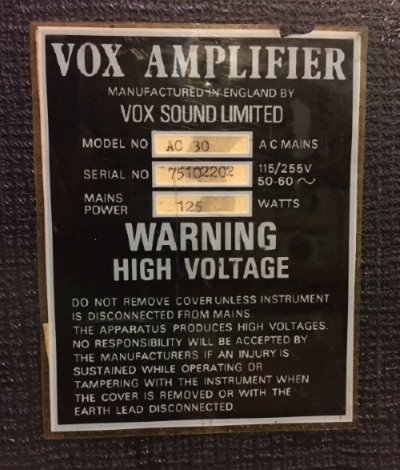 VOX AMPLIFIER
MANUFACTURED IN ENGLAND BY
VOX SOUND LIMITED
MODEL NO AC 30 A C MAINS
SERIAL NO 75102202 115/255V 50-60 ~
MAINS POWER 125 WATTS
WARNING
HIGH VOLTAGE
DO NOT REMOVE COVER UNLESS INSTRUMENT
IS DISCONNECTED FROM MAINS.
THE APPARATUS PRODUCES HIGH VOLTAGES.
NO RESPONSIBILITY WILL BE ACCEPTED BY
THE MANUFACTURERS IF AN INJURY IS
SUSTAINED WHILE OPERATING OR
TAMPERING WITH THE INSTRUMENT WHEN
THE COVER IS REMOVED OR WITH THE
EARTH LEAD DISCONNECTED.